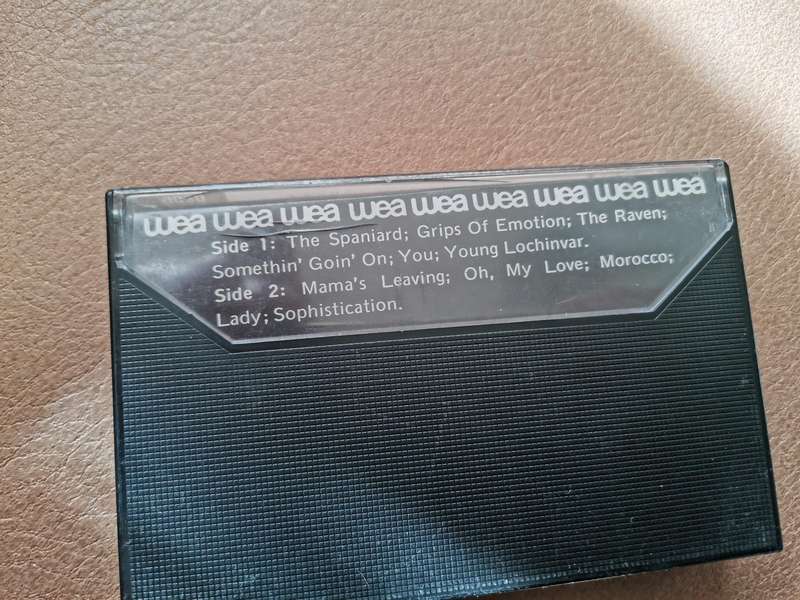 wea wea wea wea wea wea wea wea wea
Side 1: The Spaniard; Grips Of Emotion; The Raven;
Somethin' Goin' On; You; Young Lochinvar.
Side 2: Mama's Leaving; Oh, My Love; Morocco;
Lady; Sophistication.